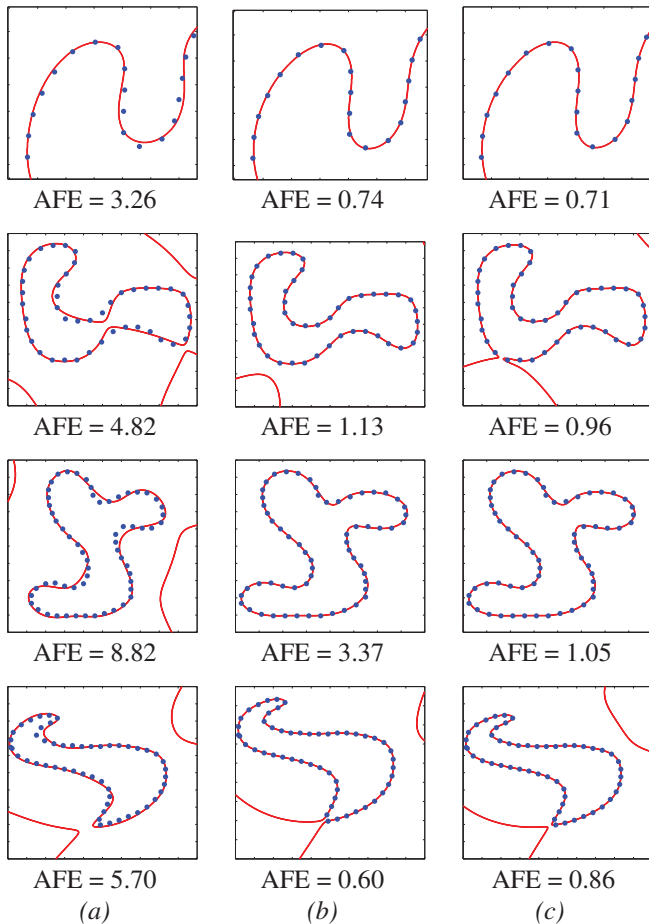 AFE = 3.26 AFE = 0.74 AFE = 0.71
AFE = 4.82 AFE = 1.13 AFE = 0.96
AFE = 8.82 AFE = 3.37 AFE = 1.05
AFE = 5.70 AFE = 0.60 AFE = 0.86
(a) (b) (c)